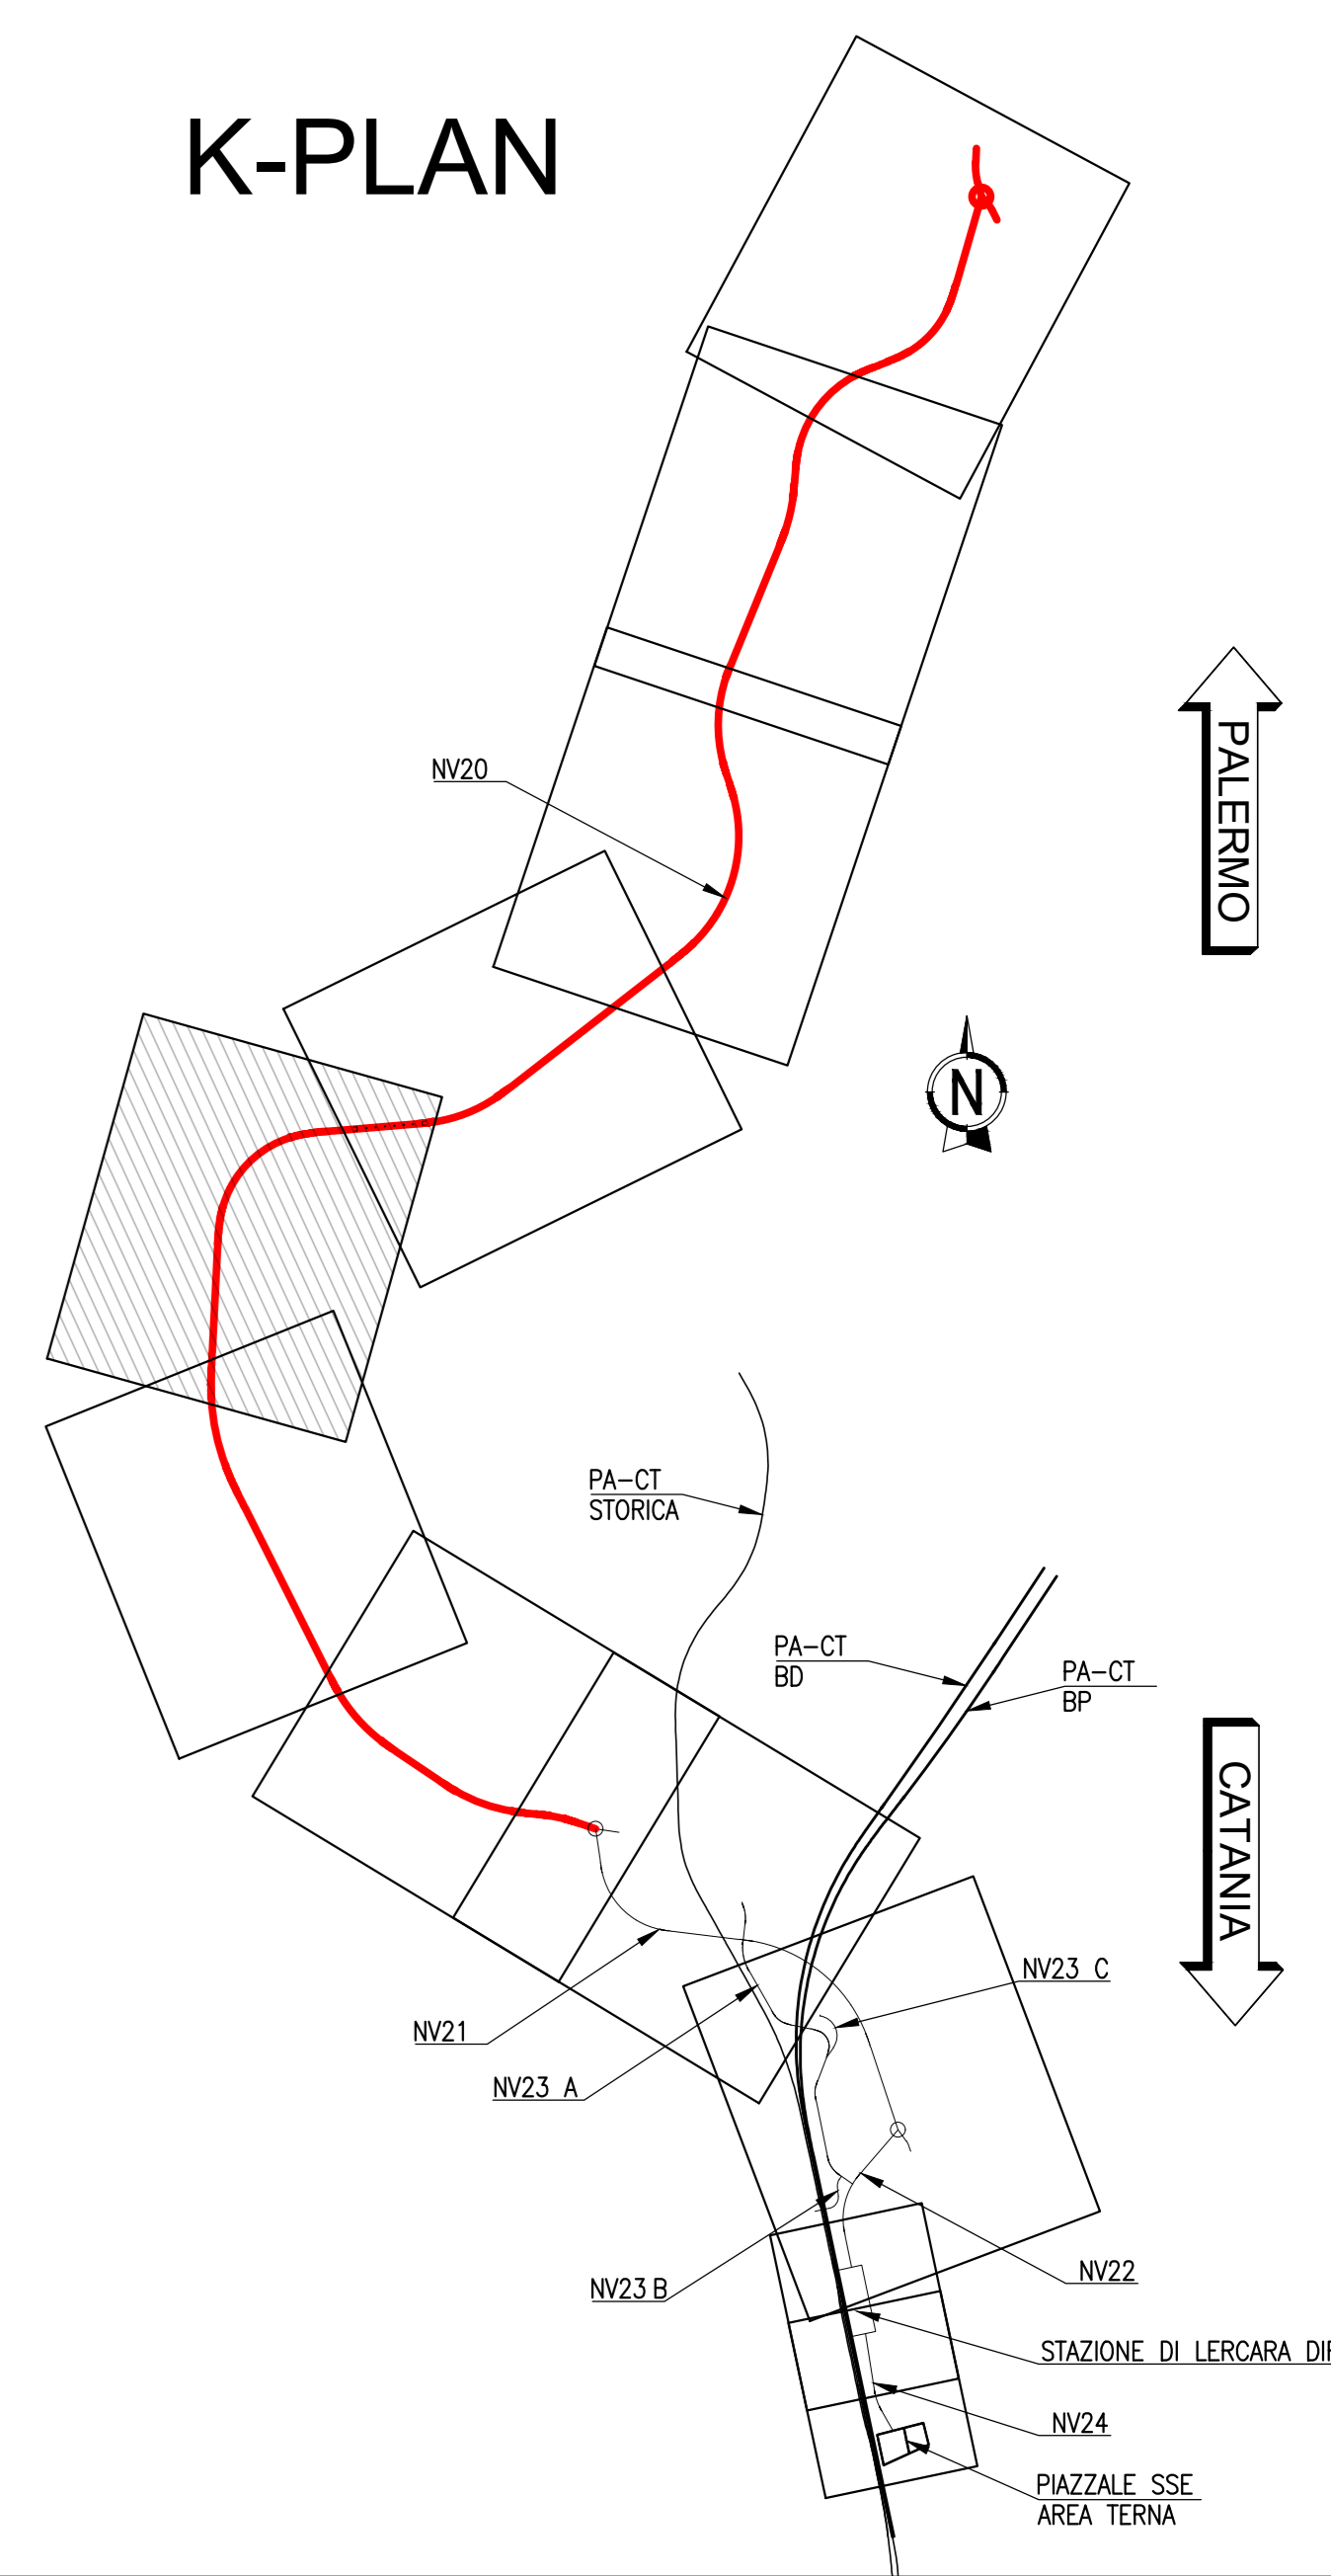 K-PLAN
NV20
PALERMO
N
PA-CT
STORICA
PA-CT
BD
PA-CT
BP
CATANIA
NV23 C
NV21
NV23 A
NV22
NV23 B
STAZIONE DI LERCARA
NV24
PIAZZALE SSE
AREA TERNA